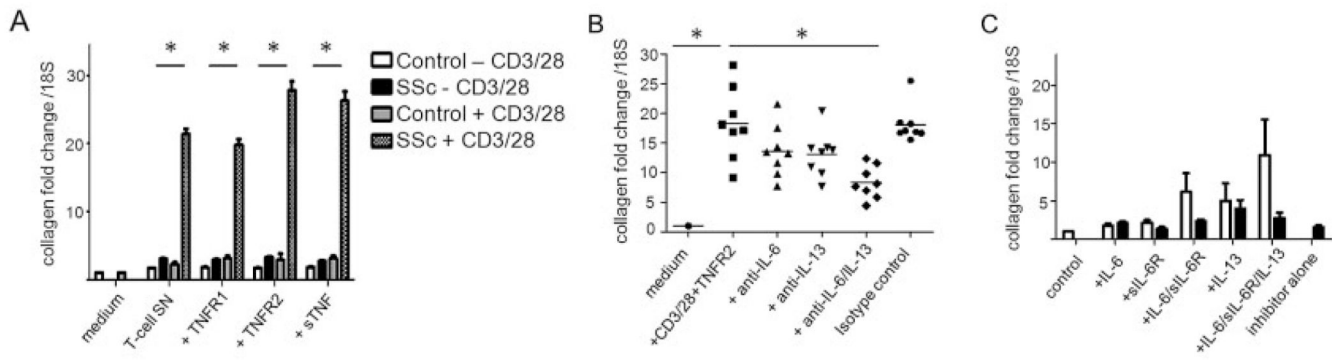 A
collagen fold change /18S
30
20
10
medium
T-cell SN
+ TNFR1
+ TNFR2
+ sTNF
*
*
*
*
Control – CD3/28
SSc - CD3/28
Control + CD3/28
SSc + CD3/28
B
collagen fold change /18S
30
25
20
15
10
5
0
*
*
medium
+CD3/28+TNFR2
+ anti-IL-6
+ anti-IL-13
+ anti-IL-6/IL-13
Isotype control
C
collagen fold change /18S
25
20
15
10
5
control
+IL-6
+sIL-6R
+IL-6/sIL-6R
+IL-13
+IL-6/sIL-6R/IL-13
inhibitor alone